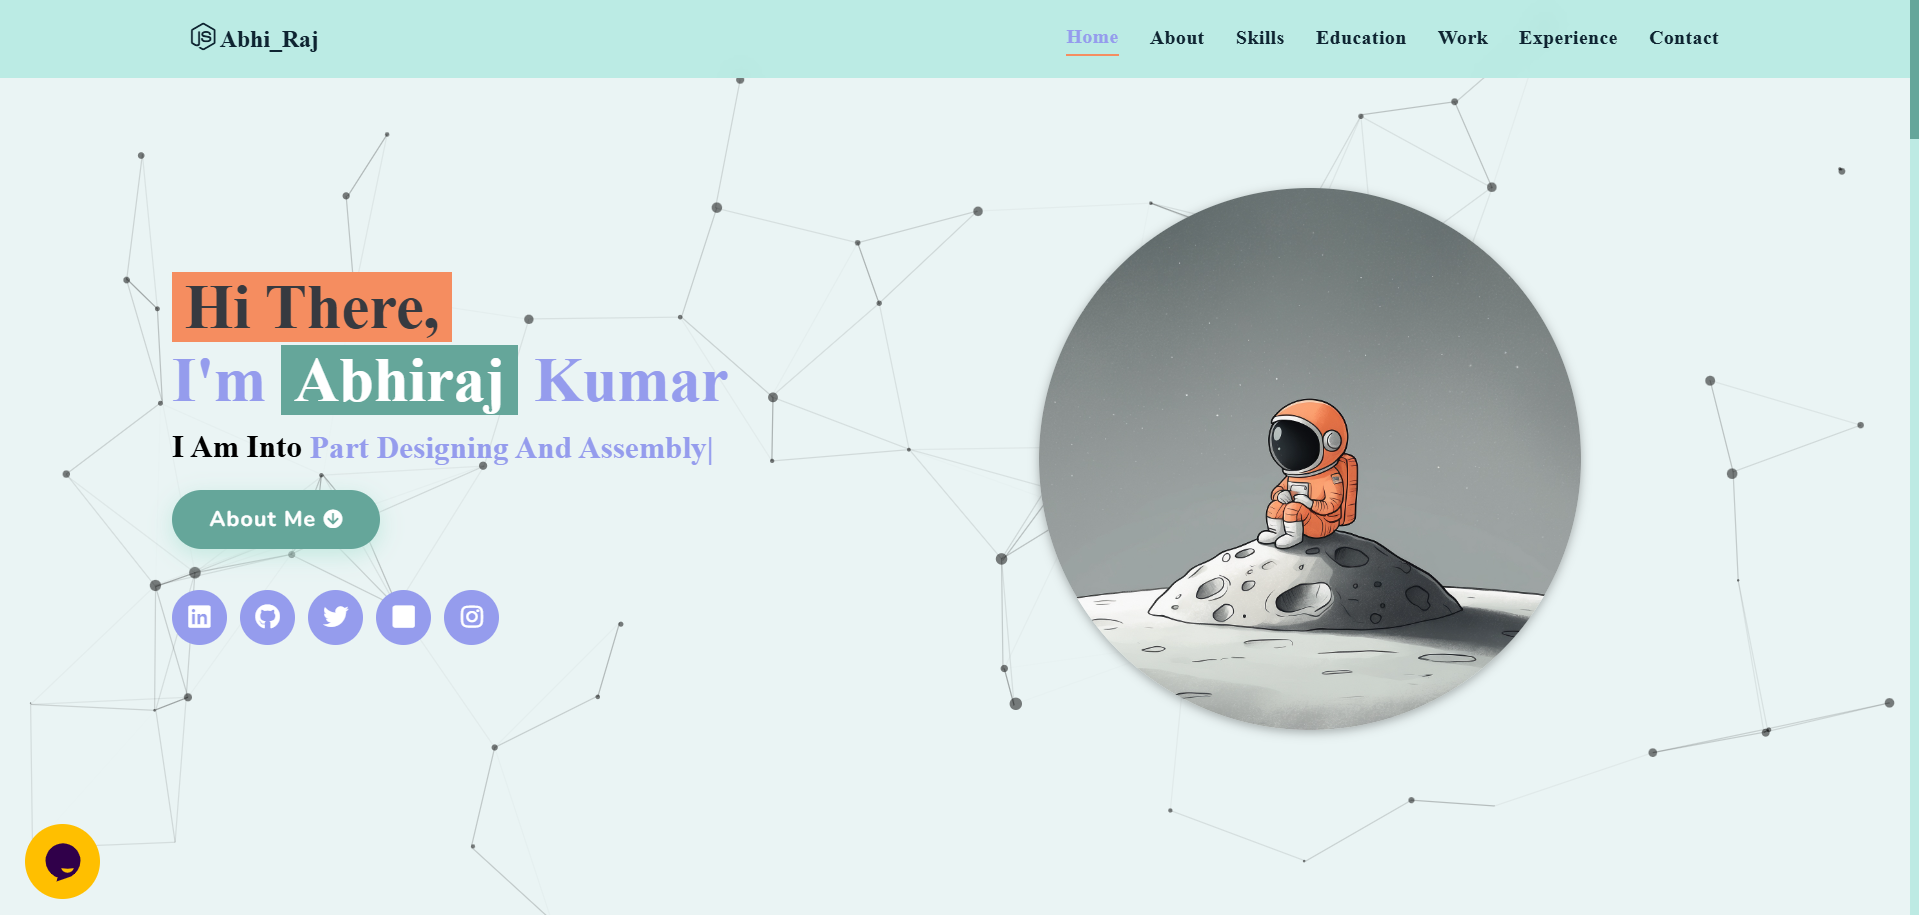 Abhi_Raj
Home About Skills Education Work Experience Contact
Hi There,
I'm Abhiraj Kumar
I Am Into Part Designing And Assembly|
About Me